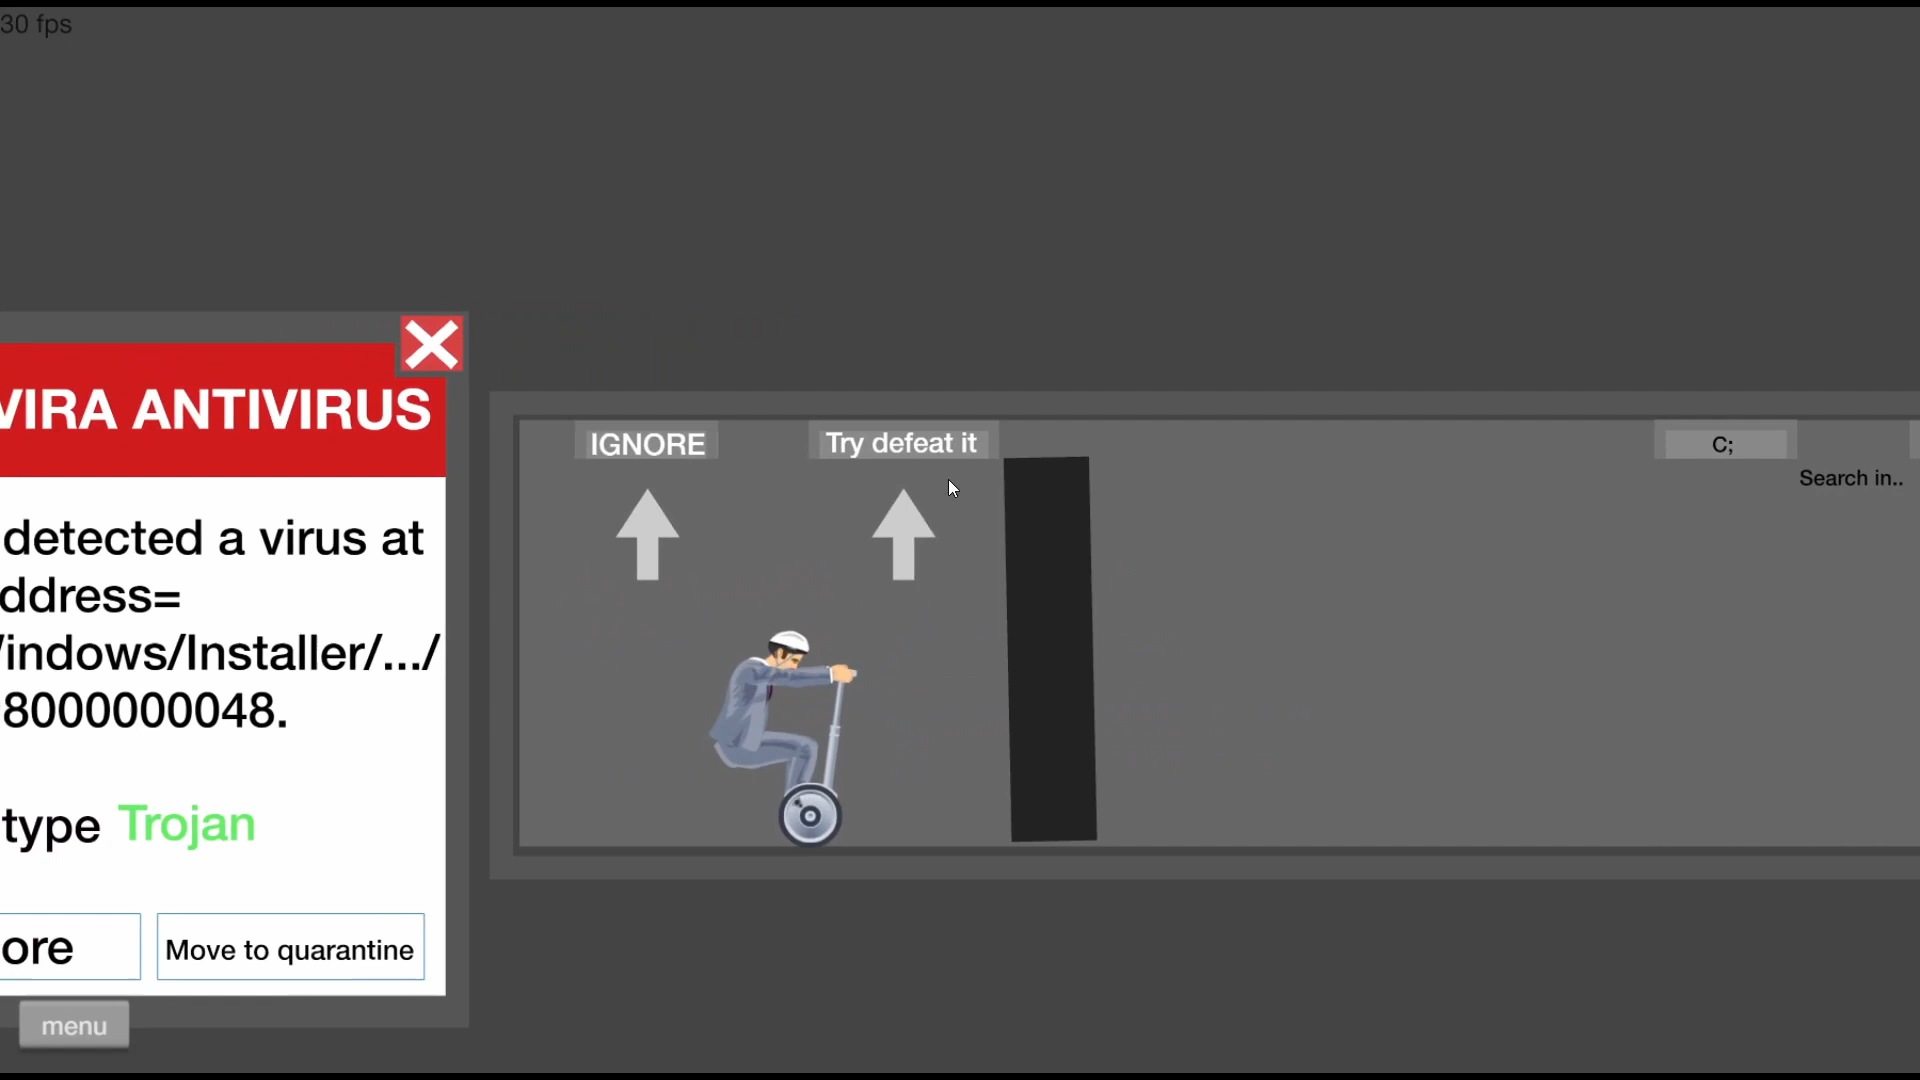 30 fps
VIRA ANTIVIRUS
detected a virus at
ddress=
indows/Installer/.../
8000000048.
type Trojan
ore
Move to quarantine
menu
IGNORE
Try defeat it
C;
Search in..